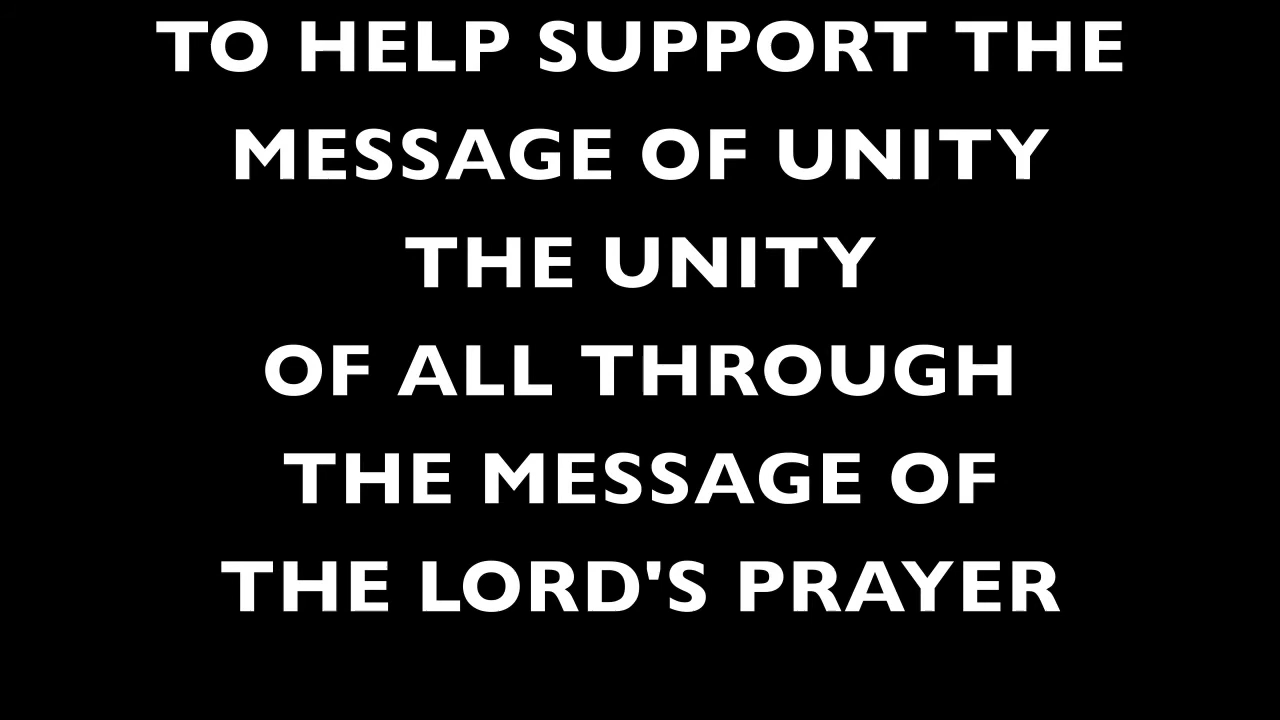 TO HELP SUPPORT THE
MESSAGE OF UNITY
THE UNITY
OF ALL THROUGH
THE MESSAGE OF
THE LORD'S PRAYER